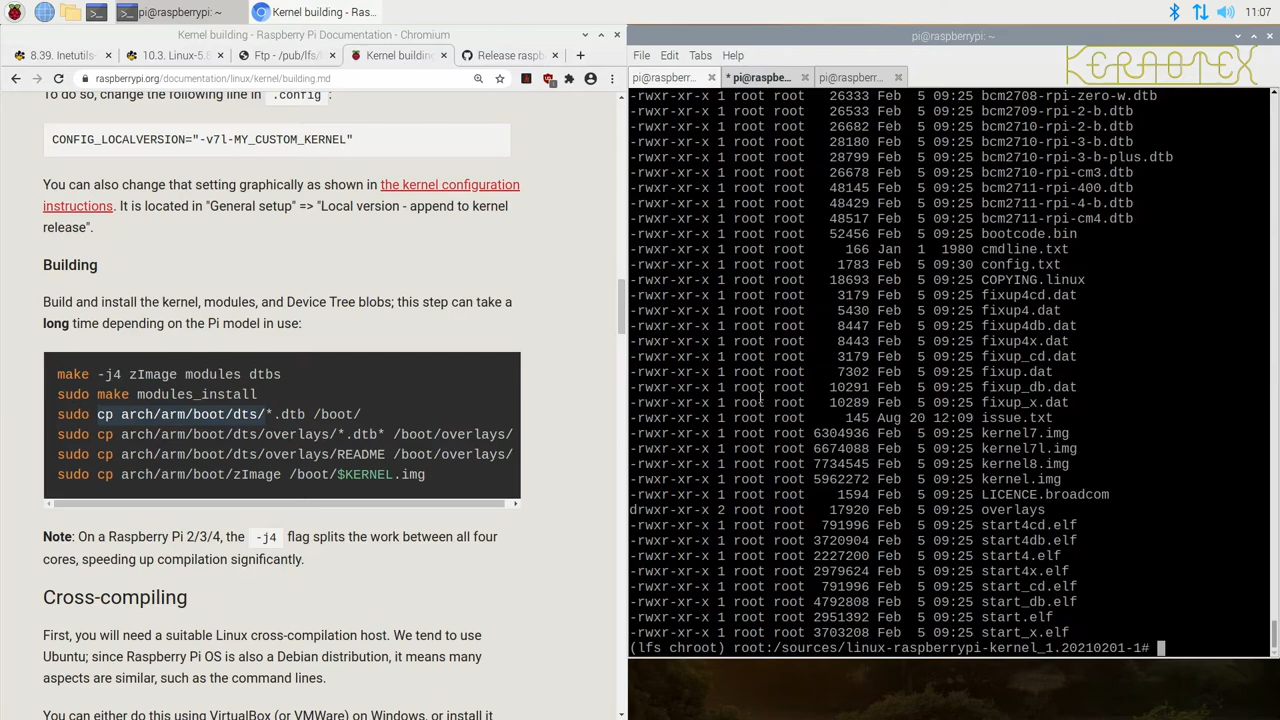 pi@raspberrypi: ~
Kernel building - Ras...
11:07
Kernel building - Raspberry Pi Documentation - Chromium
8.39. Inetutils-
10.3. Linux-5.
Ftp - pub/lfs/
Kernel building
Release raspb
raspberrypi.org/documentation/linux/kernel/building.md
To do so, change the following line in .config :
CONFIG_LOCALVERSION="-v7l-MY_CUSTOM_KERNEL"
You can also change that setting graphically as shown in the kernel configuration
instructions. It is located in "General setup" => "Local version - append to kernel
release".
Building
Build and install the kernel, modules, and Device Tree blobs; this step can take a
long time depending on the Pi model in use:
make -j4 zImage modules dtbs
sudo make modules_install
sudo cp arch/arm/boot/dts/*.dtb /boot/
sudo cp arch/arm/boot/dts/overlays/*.dtb* /boot/overlays/
sudo cp arch/arm/boot/dts/overlays/README /boot/overlays/
sudo cp arch/arm/boot/zImage /boot/$KERNEL.img
Note: On a Raspberry Pi 2/3/4, the -j4 flag splits the work between all four
cores, speeding up compilation significantly.
Cross-compiling
First, you will need a suitable Linux cross-compilation host. We tend to use
Ubuntu; since Raspberry Pi OS is also a Debian distribution, it means many
aspects are similar, such as the command lines.
You can either do this using VirtualBox (or VMWare) on Windows, or install it
pi@raspberrypi: ~
File Edit Tabs Help
KERNOTEX
pi@raspberr...
* pi@raspbe...
pi@raspberr...
-rwxr-xr-x 1 root root 26333 Feb 5 09:25 bcm2708-rpi-zero-w.dtb
-rwxr-xr-x 1 root root 26533 Feb 5 09:25 bcm2709-rpi-2-b.dtb
-rwxr-xr-x 1 root root 26682 Feb 5 09:25 bcm2710-rpi-2-b.dtb
-rwxr-xr-x 1 root root 28180 Feb 5 09:25 bcm2710-rpi-3-b.dtb
-rwxr-xr-x 1 root root 28799 Feb 5 09:25 bcm2710-rpi-3-b-plus.dtb
-rwxr-xr-x 1 root root 26678 Feb 5 09:25 bcm2710-rpi-cm3.dtb
-rwxr-xr-x 1 root root 48145 Feb 5 09:25 bcm2711-rpi-400.dtb
-rwxr-xr-x 1 root root 48429 Feb 5 09:25 bcm2711-rpi-4-b.dtb
-rwxr-xr-x 1 root root 48517 Feb 5 09:25 bcm2711-rpi-cm4.dtb
-rwxr-xr-x 1 root root 52456 Feb 5 09:25 bootcode.bin
-rwxr-xr-x 1 root root 166 Jan 1 1980 cmdline.txt
-rwxr-xr-x 1 root root 1783 Feb 5 09:30 config.txt
-rwxr-xr-x 1 root root 18693 Feb 5 09:25 COPYING.linux
-rwxr-xr-x 1 root root 3179 Feb 5 09:25 fixup4cd.dat
-rwxr-xr-x 1 root root 5430 Feb 5 09:25 fixup4.dat
-rwxr-xr-x 1 root root 8447 Feb 5 09:25 fixup4db.dat
-rwxr-xr-x 1 root root 8443 Feb 5 09:25 fixup4x.dat
-rwxr-xr-x 1 root root 3179 Feb 5 09:25 fixup_cd.dat
-rwxr-xr-x 1 root root 7302 Feb 5 09:25 fixup.dat
-rwxr-xr-x 1 root root 10291 Feb 5 09:25 fixup_db.dat
-rwxr-xr-x 1 root root 10289 Feb 5 09:25 fixup_x.dat
-rwxr-xr-x 1 root root 145 Aug 20 12:09 issue.txt
-rwxr-xr-x 1 root root 6304936 Feb 5 09:25 kernel7.img
-rwxr-xr-x 1 root root 6674088 Feb 5 09:25 kernel7l.img
-rwxr-xr-x 1 root root 7734545 Feb 5 09:25 kernel8.img
-rwxr-xr-x 1 root root 5962272 Feb 5 09:25 kernel.img
-rwxr-xr-x 1 root root 1594 Feb 5 09:25 LICENCE.broadcom
drwxr-xr-x 2 root root 17920 Feb 5 09:25 overlays
-rwxr-xr-x 1 root root 791996 Feb 5 09:25 start4cd.elf
-rwxr-xr-x 1 root root 3720904 Feb 5 09:25 start4db.elf
-rwxr-xr-x 1 root root 2227200 Feb 5 09:25 start4.elf
-rwxr-xr-x 1 root root 2979624 Feb 5 09:25 start4x.elf
-rwxr-xr-x 1 root root 791996 Feb 5 09:25 start_cd.elf
-rwxr-xr-x 1 root root 4792808 Feb 5 09:25 start_db.elf
-rwxr-xr-x 1 root root 2951392 Feb 5 09:25 start.elf
-rwxr-xr-x 1 root root 3703208 Feb 5 09:25 start_x.elf
(lfs chroot) root:/sources/linux-raspberrypi-kernel_1.20210201-1#